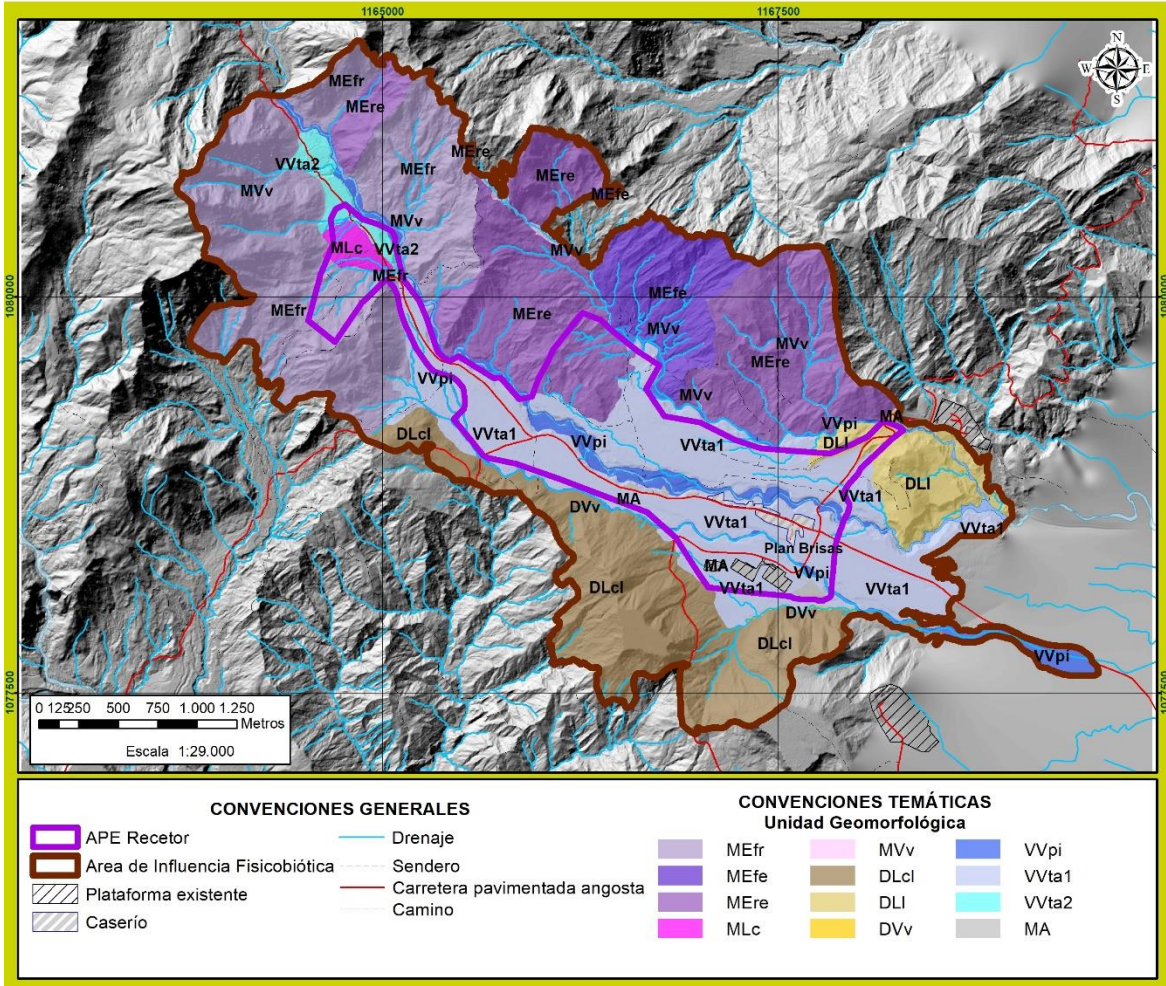 1165000
1167500
N
W E
S
MEfr
MEre
MEre
VVta2
MEfr
MEre
MEfe
MVv
MVv
MVv
VVta2
MLc
MEfr
1080000
1080000
MEfr
MEfe
MEre
MVv
MVv
MEre
VVpi
MVv
VVpi
MA
DLI
DLcl
VVta1
VVpi
VVta1
DLI
VVta1
MA
DVv
VVta1
VVta1
Plan Brisas
MA
VVpi
VVta1
VVta1
DLcl
DVv
DLcl
VVpi
1077500
0 125250 500 750 1.000 1.250
Metros
Escala 1:29.000
CONVENCIONES GENERALES
APE Recetor
Area de Influencia Fisicobiótica
Plataforma existente
Caserío
Drenaje
Sendero
Carretera pavimentada angosta
Camino
CONVENCIONES TEMÁTICAS
Unidad Geomorfológica
MEfr
MEfe
MEre
MLc
MVv
DLcl
DLI
DVv
VVpi
VVta1
VVta2
MA